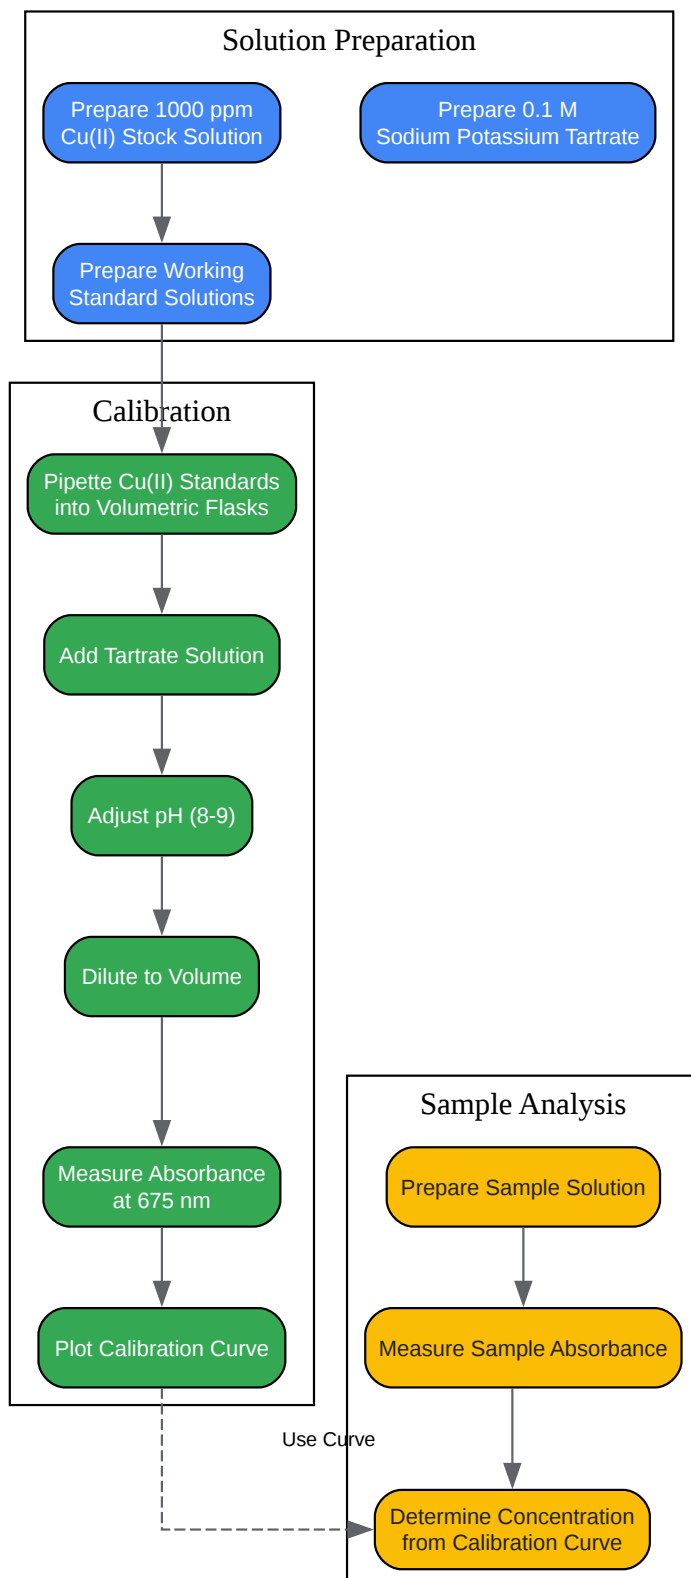 Solution Preparation
Prepare 1000 ppm
Cu(II) Stock Solution
Prepare 0.1 M
Sodium Potassium Tartrate
Prepare Working
Standard Solutions
Calibration
Pipette Cu(II) Standards
into Volumetric Flasks
Add Tartrate Solution
Adjust pH (8-9)
Dilute to Volume
Measure Absorbance
at 675 nm
Plot Calibration Curve
Sample Analysis
Prepare Sample Solution
Measure Sample Absorbance
Use Curve
Determine Concentration
from Calibration Curve